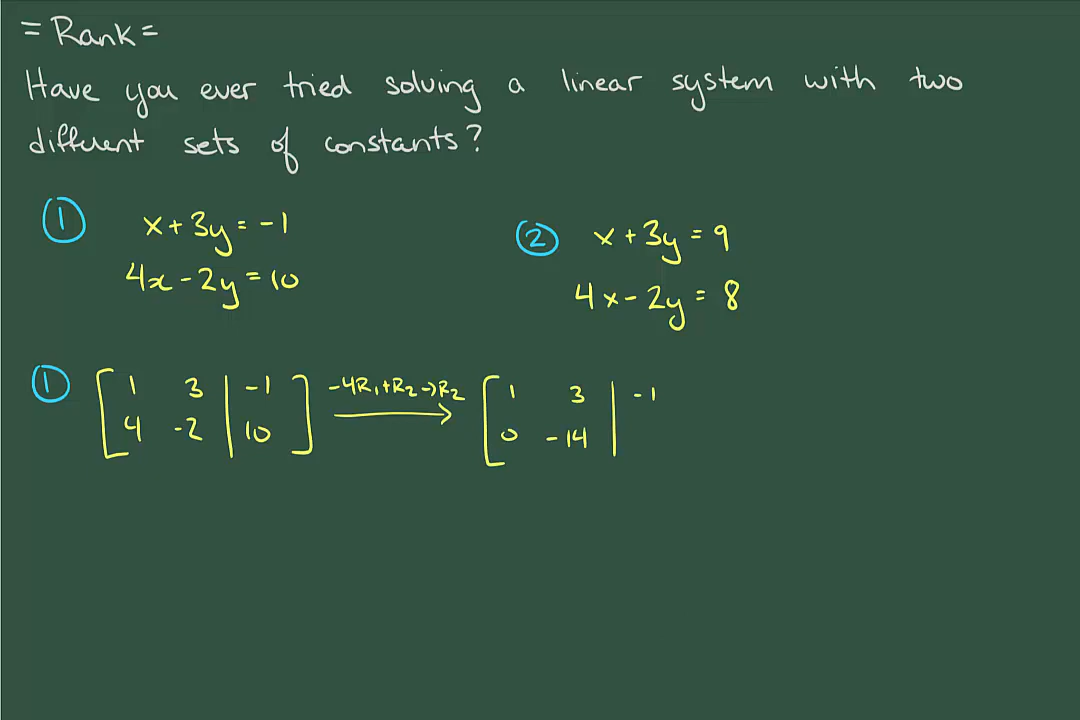 = Rank =
Have you ever tried solving a linear system with two
different sets of constants?
① x + 3y = -1
4x - 2y = 10
② x + 3y = 9
4x - 2y = 8
① [ 1 3 | -1 ] -4R₁+R₂→R₂ [ 1 3 | -1
[ 4 -2 | 10 ] → [ 0 -14 |